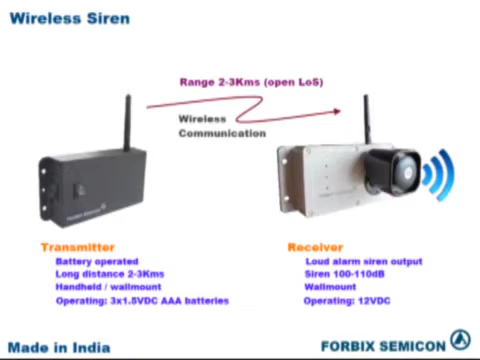 Wireless Siren
Range 2-3Kms (open LoS)
Wireless
Communication
FORBIX SEMICON
Transmitter
Battery operated
Long distance 2-3Kms
Handheld / wallmount
Operating: 3x1.5VDC AAA batteries
Receiver
Loud alarm siren output
Siren 100-110dB
Wallmount
Operating: 12VDC
Made in India
FORBIX SEMICON